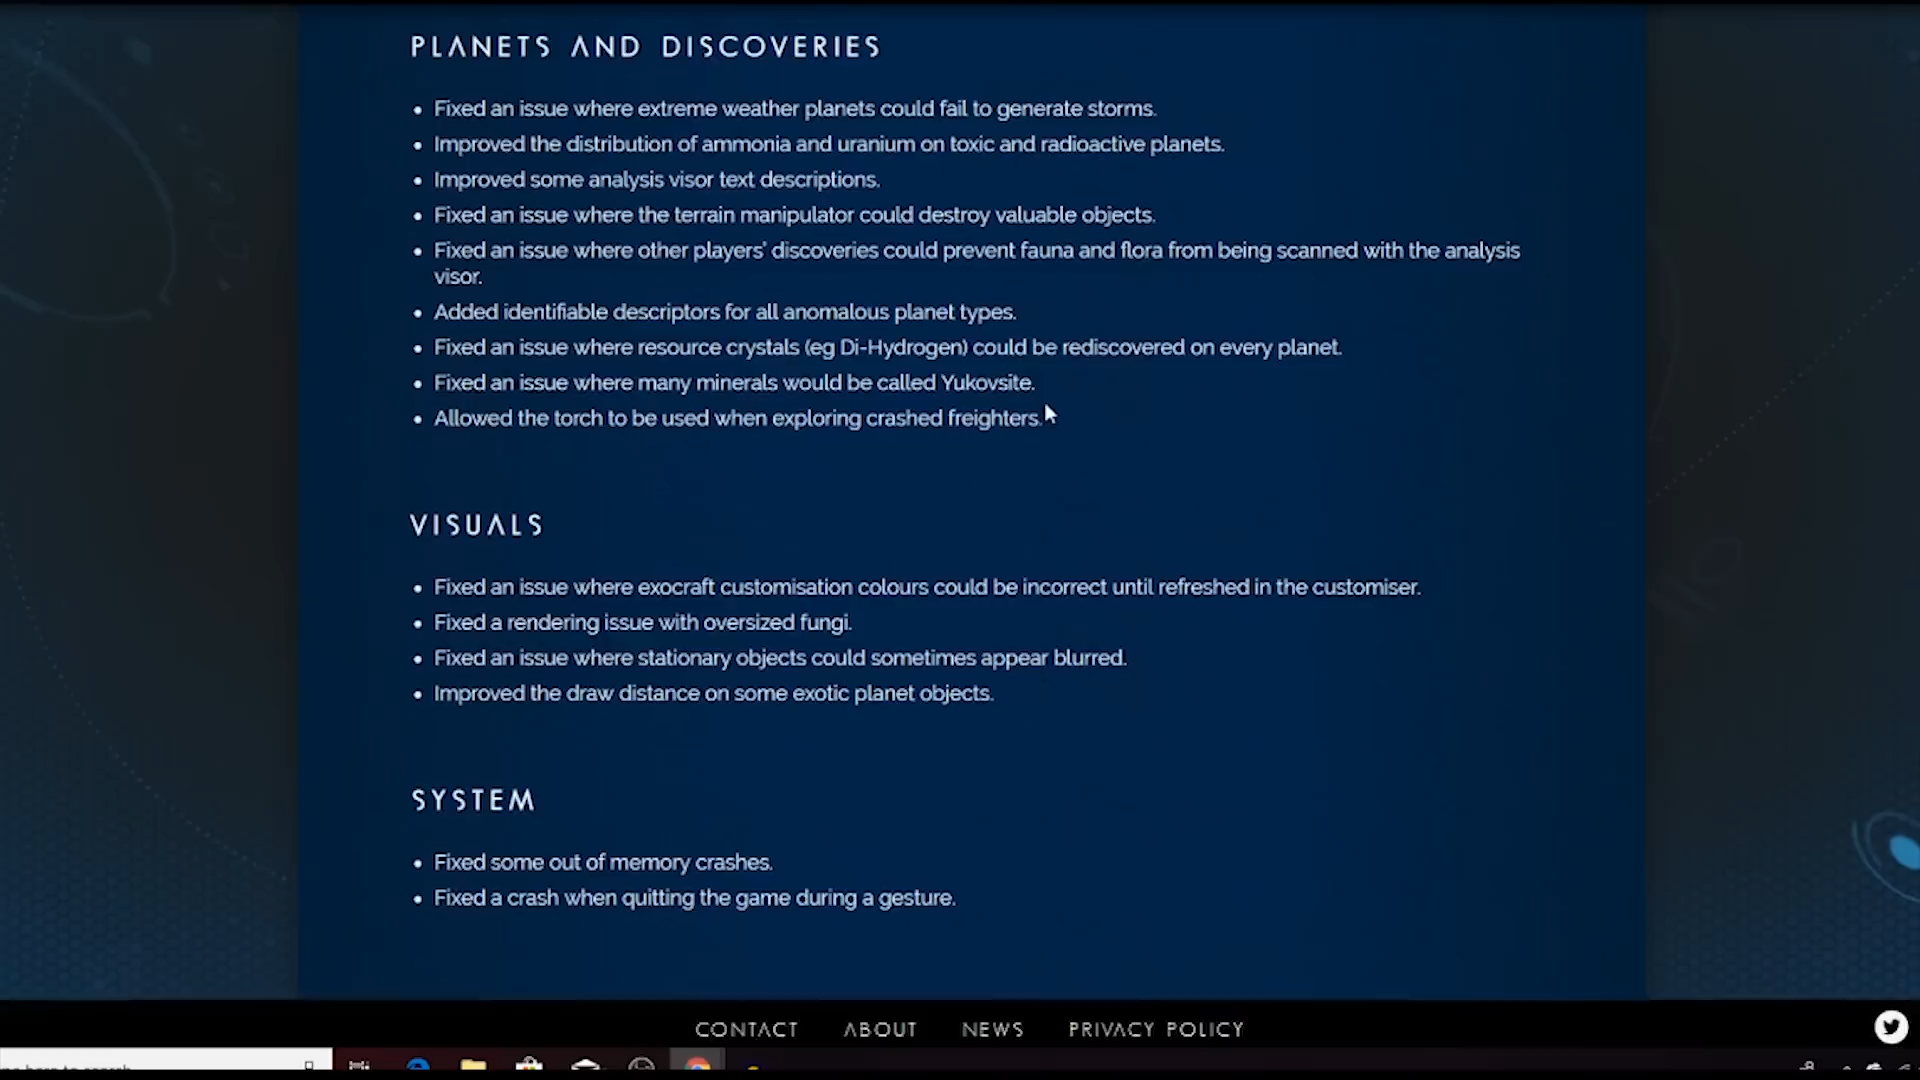 PLANETS AND DISCOVERIES
Fixed an issue where extreme weather planets could fail to generate storms.
Improved the distribution of ammonia and uranium on toxic and radioactive planets.
Improved some analysis visor text descriptions.
Fixed an issue where the terrain manipulator could destroy valuable objects.
Fixed an issue where other players' discoveries could prevent fauna and flora from being scanned with the analysis
visor.
Added identifiable descriptors for all anomalous planet types.
Fixed an issue where resource crystals (eg Di-Hydrogen) could be rediscovered on every planet.
Fixed an issue where many minerals would be called Yukovsite.
Allowed the torch to be used when exploring crashed freighters.
VISUALS
Fixed an issue where exocraft customisation colours could be incorrect until refreshed in the customiser.
Fixed a rendering issue with oversized fungi.
Fixed an issue where stationary objects could sometimes appear blurred.
Improved the draw distance on some exotic planet objects.
SYSTEM
Fixed some out of memory crashes.
Fixed a crash when quitting the game during a gesture.
CONTACT ABOUT NEWS PRIVACY POLICY
here to search